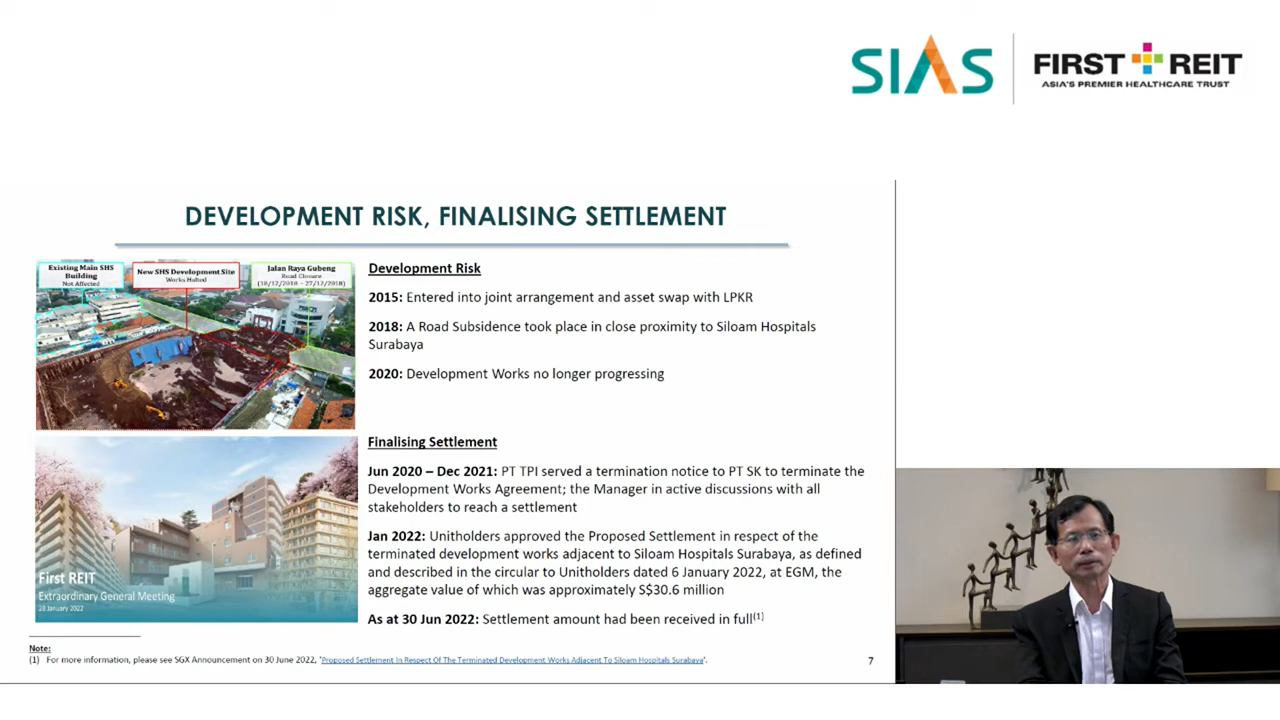 SIAS
FIRST REIT
ASIA'S PREMIER HEALTHCARE TRUST
DEVELOPMENT RISK, FINALISING SETTLEMENT
Existing Main SHS
Building
Not Affected
New SHS Development Site
Works Halted
Jalan Raya Gubeng
Road Closure
(18/12/2018 – 27/12/2018)
Development Risk
2015: Entered into joint arrangement and asset swap with LPKR
2018: A Road Subsidence took place in close proximity to Siloam Hospitals
Surabaya
2020: Development Works no longer progressing
First REIT
Extraordinary General Meeting
28 January 2022
Finalising Settlement
Jun 2020 – Dec 2021: PT TPI served a termination notice to PT SK to terminate the
Development Works Agreement; the Manager in active discussions with all
stakeholders to reach a settlement
Jan 2022: Unitholders approved the Proposed Settlement in respect of the
terminated development works adjacent to Siloam Hospitals Surabaya, as defined
and described in the circular to Unitholders dated 6 January 2022, at EGM, the
aggregate value of which was approximately S$30.6 million
As at 30 Jun 2022: Settlement amount had been received in full(1)
Note:
(1) For more information, please see SGX Announcement on 30 June 2022, 'Proposed Settlement In Respect Of The Terminated Development Works Adjacent To Siloam Hospitals Surabaya'.
7